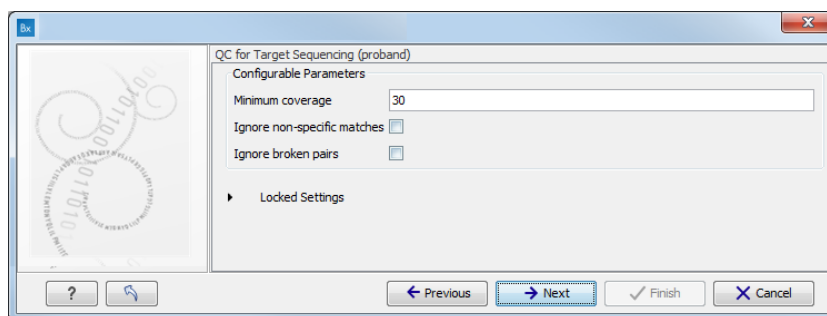 Bx
QC for Target Sequencing (proband)
Configurable Parameters
Minimum coverage 30
Ignore non-specific matches
Ignore broken pairs
Locked Settings
? Previous Next Finish Cancel